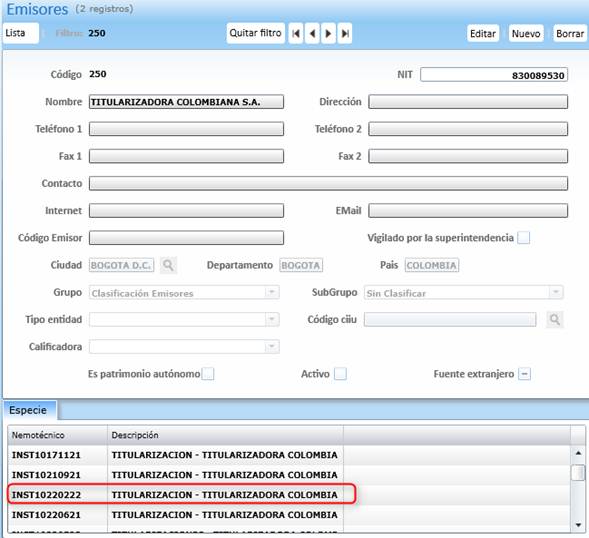 Emisores (2 registros)
Lista Filtro: 250 Quitar filtro Editar Nuevo Borrar
Código 250 NIT 830089530
Nombre TITULARIZADORA COLOMBIANA S.A. Dirección
Teléfono 1 Teléfono 2
Fax 1 Fax 2
Contacto
Internet EMail
Código Emisor Vigilado por la superintendencia
Ciudad BOGOTA D.C. Departamento BOGOTA Pais COLOMBIA
Grupo Clasificación Emisores SubGrupo Sin Clasificar
Tipo entidad Código ciiu
Calificadora
Es patrimonio autónomo Activo Fuente extranjero
Especie
Nemotécnico Descripción
INST10171121 TITULARIZACION - TITULARIZADORA COLOMBIA
INST10210921 TITULARIZACION - TITULARIZADORA COLOMBIA
INST10220222 TITULARIZACION - TITULARIZADORA COLOMBIA
INST10220621 TITULARIZACION - TITULARIZADORA COLOMBIA